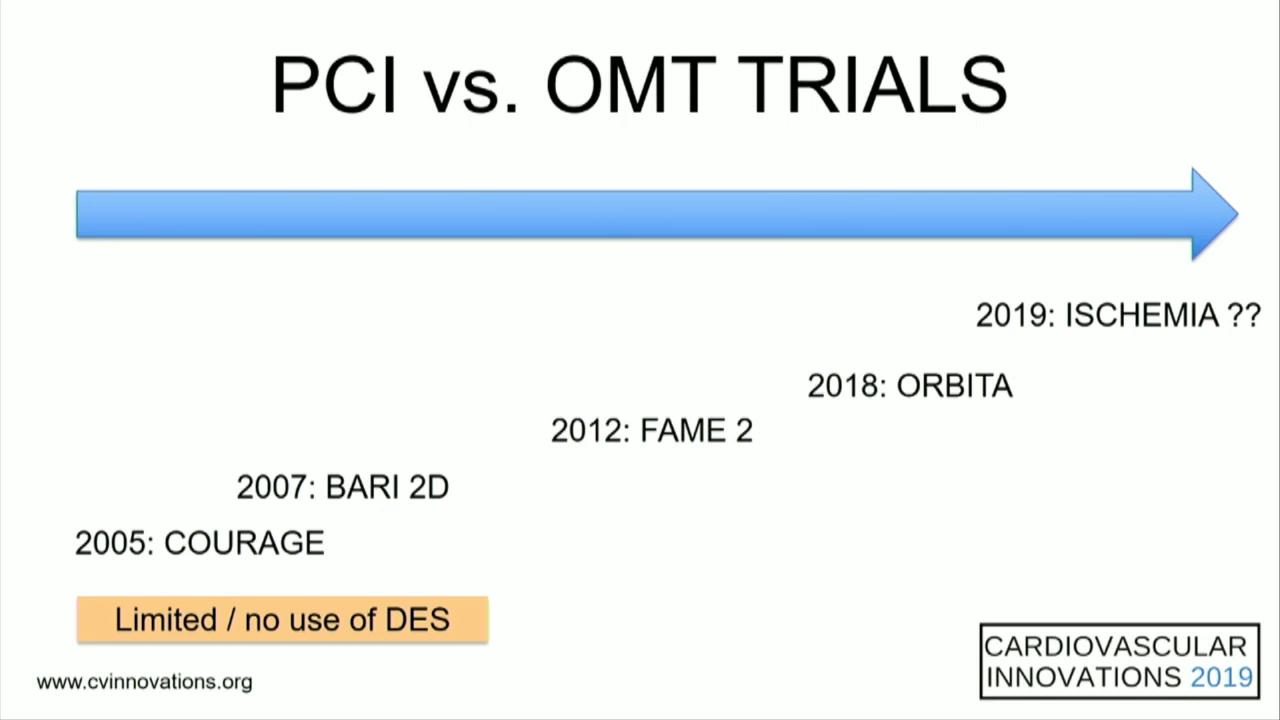 PCI vs. OMT TRIALS
2019: ISCHEMIA ??
2018: ORBITA
2012: FAME 2
2007: BARI 2D
2005: COURAGE
Limited / no use of DES
www.cvinnovations.org
CARDIOVASCULAR
INNOVATIONS 2019